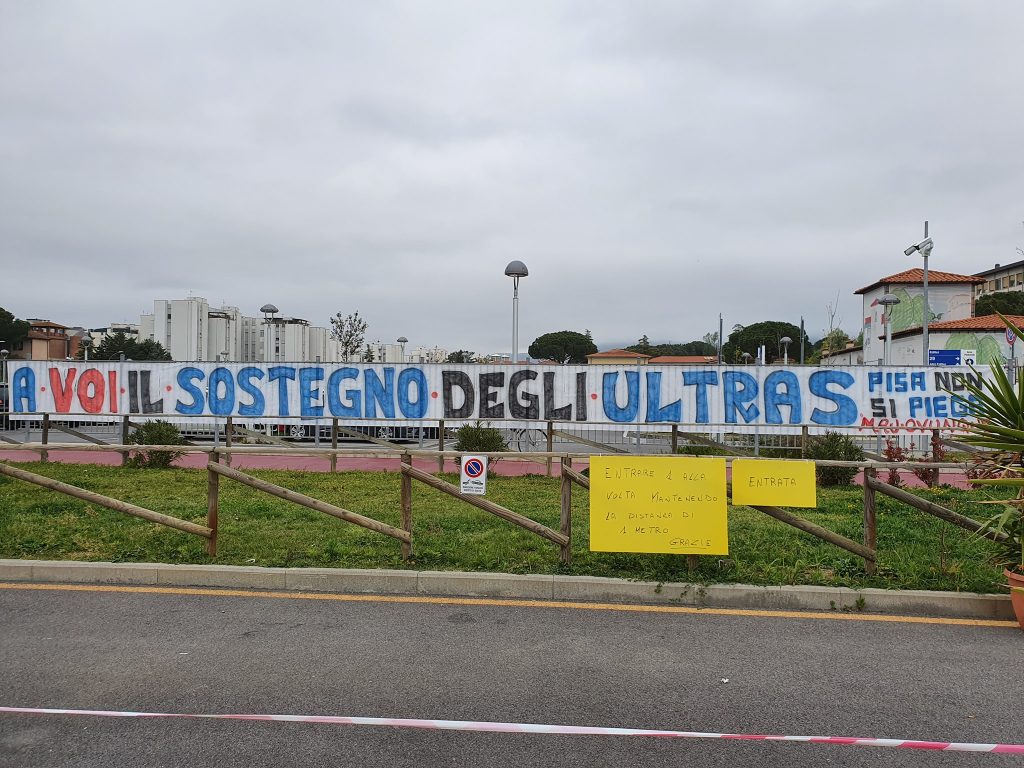 A · VOI · IL · SOSTEGNO · DEGLI · ULTRAS
PISA NON
SI PIEGA
ENTRARE 1 ALLA
VOLTA MANTENENDO
LA DISTANZA DI
1 METRO
GRAZIE
ENTRATA